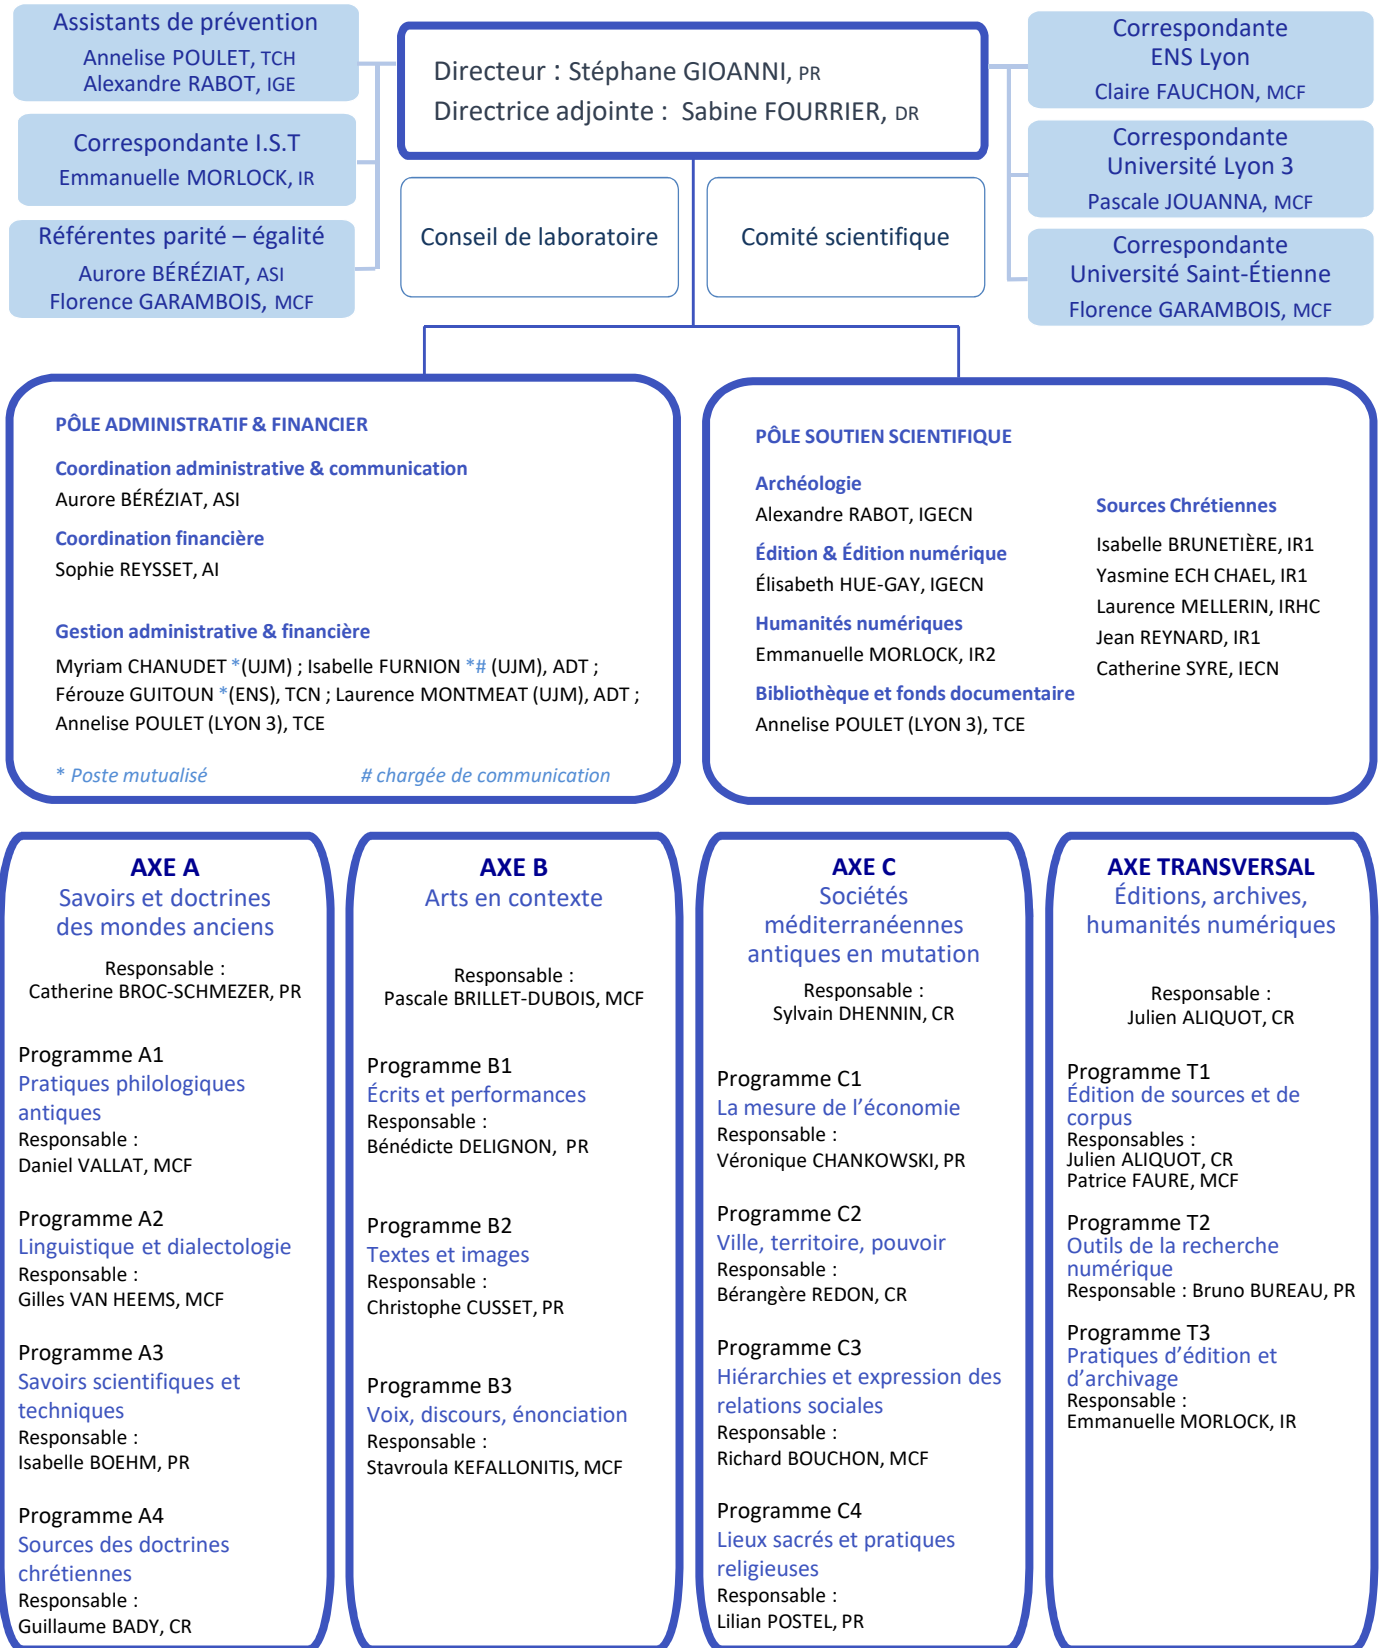 Assistants de prévention
Annelise POULET, TCH
Alexandre RABOT, IGE
Correspondante I.S.T
Emmanuelle MORLOCK, IR
Référentes parité – égalité
Aurore BÉRÉZIAT, ASI
Florence GARAMBOIS, MCF
Directeur : Stéphane GIOANNI, PR
Directrice adjointe : Sabine FOURRIER, DR
Conseil de laboratoire
Comité scientifique
Correspondante
ENS Lyon
Claire FAUCHON, MCF
Correspondante
Université Lyon 3
Pascale JOUANNA, MCF
Correspondante
Université Saint-Étienne
Florence GARAMBOIS, MCF
PÔLE ADMINISTRATIF & FINANCIER
Coordination administrative & communication
Aurore BÉRÉZIAT, ASI
Coordination financière
Sophie REYSSET, AI
Gestion administrative & financière
Myriam CHANUDET *(UJM) ; Isabelle FURNION *# (UJM), ADT ;
Férouze GUITOUN *(ENS), TCN ; Laurence MONTMEAT (UJM), ADT ;
Annelise POULET (LYON 3), TCE
* Poste mutualisé
# chargée de communication
PÔLE SOUTIEN SCIENTIFIQUE
Archéologie
Alexandre RABOT, IGECN
Édition & Édition numérique
Élisabeth HUE-GAY, IGECN
Humanités numériques
Emmanuelle MORLOCK, IR2
Bibliothèque et fonds documentaire
Annelise POULET (LYON 3), TCE
Sources Chrétiennes
Isabelle BRUNETIÈRE, IR1
Yasmine ECH CHAEL, IR1
Laurence MELLERIN, IRHC
Jean REYNARD, IR1
Catherine SYRE, IECN
AXE A
Savoirs et doctrines
des mondes anciens
Responsable :
Catherine BROC-SCHMEZER, PR
Programme A1
Pratiques philologiques
antiques
Responsable :
Daniel VALLAT, MCF
Programme A2
Linguistique et dialectologie
Responsable :
Gilles VAN HEEMS, MCF
Programme A3
Savoirs scientifiques et
techniques
Responsable :
Isabelle BOEHM, PR
Programme A4
Sources des doctrines
chrétiennes
Responsable :
Guillaume BADY, CR
AXE B
Arts en contexte
Responsable :
Pascale BRILLET-DUBOIS, MCF
Programme B1
Écrits et performances
Responsable :
Bénédicte DELIGNON, PR
Programme B2
Textes et images
Responsable :
Christophe CUSSET, PR
Programme B3
Voix, discours, énonciation
Responsable :
Stavroula KEFALLONITIS, MCF
AXE C
Sociétés
méditerranéennes
antiques en mutation
Responsable :
Sylvain DHENNIN, CR
Programme C1
La mesure de l’économie
Responsable :
Véronique CHANKOWSKI, PR
Programme C2
Ville, territoire, pouvoir
Responsable :
Bérangère REDON, CR
Programme C3
Hiérarchies et expression des
relations sociales
Responsable :
Richard BOUCHON, MCF
Programme C4
Lieux sacrés et pratiques
religieuses
Responsable :
Lilian POSTEL, PR
AXE TRANSVERSAL
Éditions, archives,
humanités numériques
Responsable :
Julien ALIQUOT, CR
Programme T1
Édition de sources et de
corpus
Responsables :
Julien ALIQUOT, CR
Patrice FAURE, MCF
Programme T2
Outils de la recherche
numérique
Responsable : Bruno BUREAU, PR
Programme T3
Pratiques d’édition et
d’archivage
Responsable :
Emmanuelle MORLOCK, IR